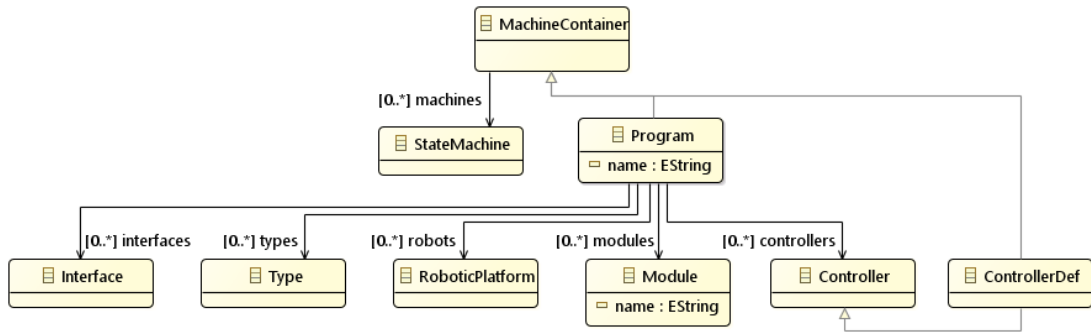 MachineContainer
[0..*] machines
StateMachine
Program
name : EString
[0..*] interfaces
[0..*] types
[0..*] robots
[0..*] modules
[0..*] controllers
Interface
Type
RoboticPlatform
Module
name : EString
Controller
ControllerDef